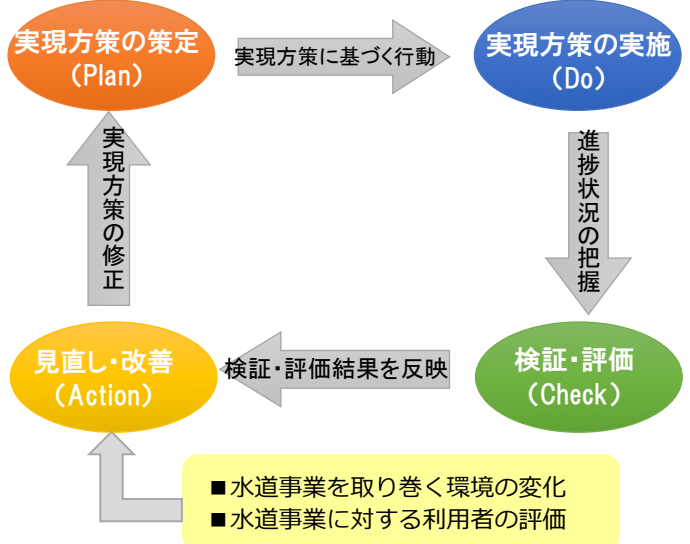 実現方策の策定
（Plan）
実現方策に基づく行動
実現方策の実施
（Do）
進捗状況の把握
検証・評価
（Check）
検証・評価結果を反映
見直し・改善
（Action）
実現方策の修正
■水道事業を取り巻く環境の変化
■水道事業に対する利用者の評価